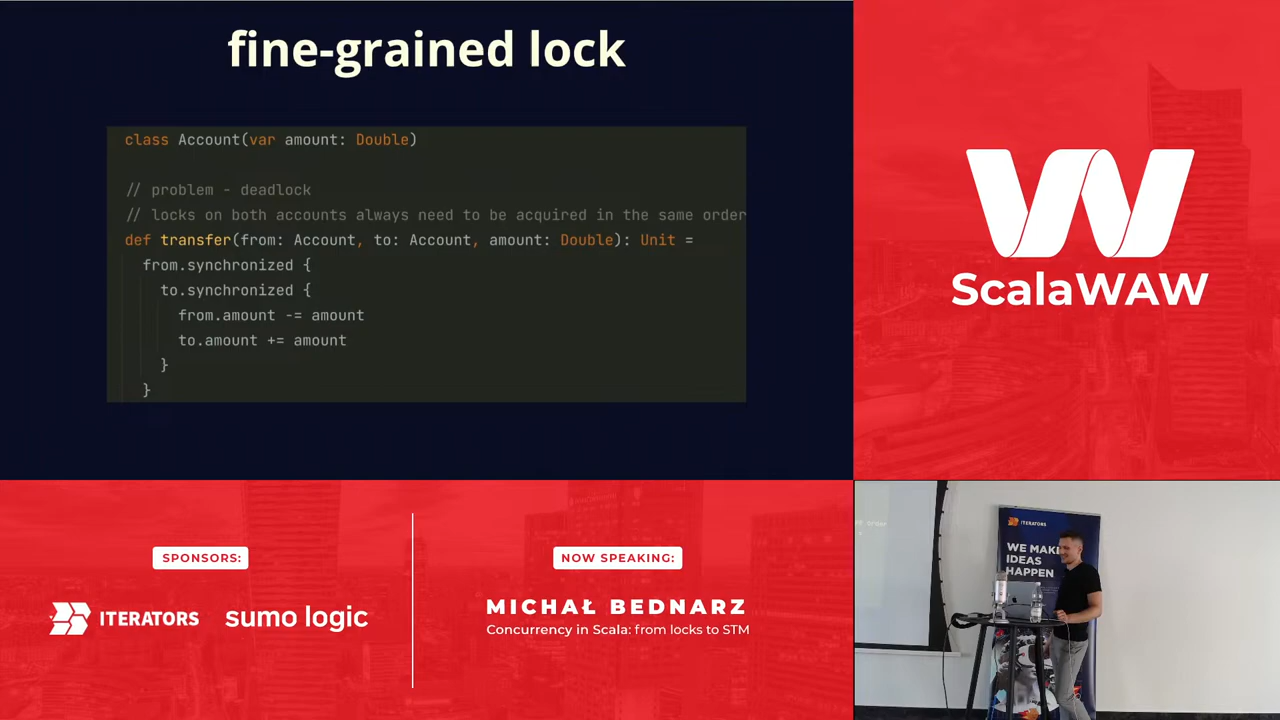 fine-grained lock
class Account(var amount: Double)
// problem - deadlock
// locks on both accounts always need to be acquired in the same order
def transfer(from: Account, to: Account, amount: Double): Unit =
from.synchronized {
to.synchronized {
from.amount -= amount
to.amount += amount
}
}
ScalaWAW
SPONSORS:
ITERATORS
sumo logic
NOW SPEAKING:
MICHAŁ BEDNARZ
Concurrency in Scala: from locks to STM
ITERATORS
WE MAKE
IDEAS
HAPPEN